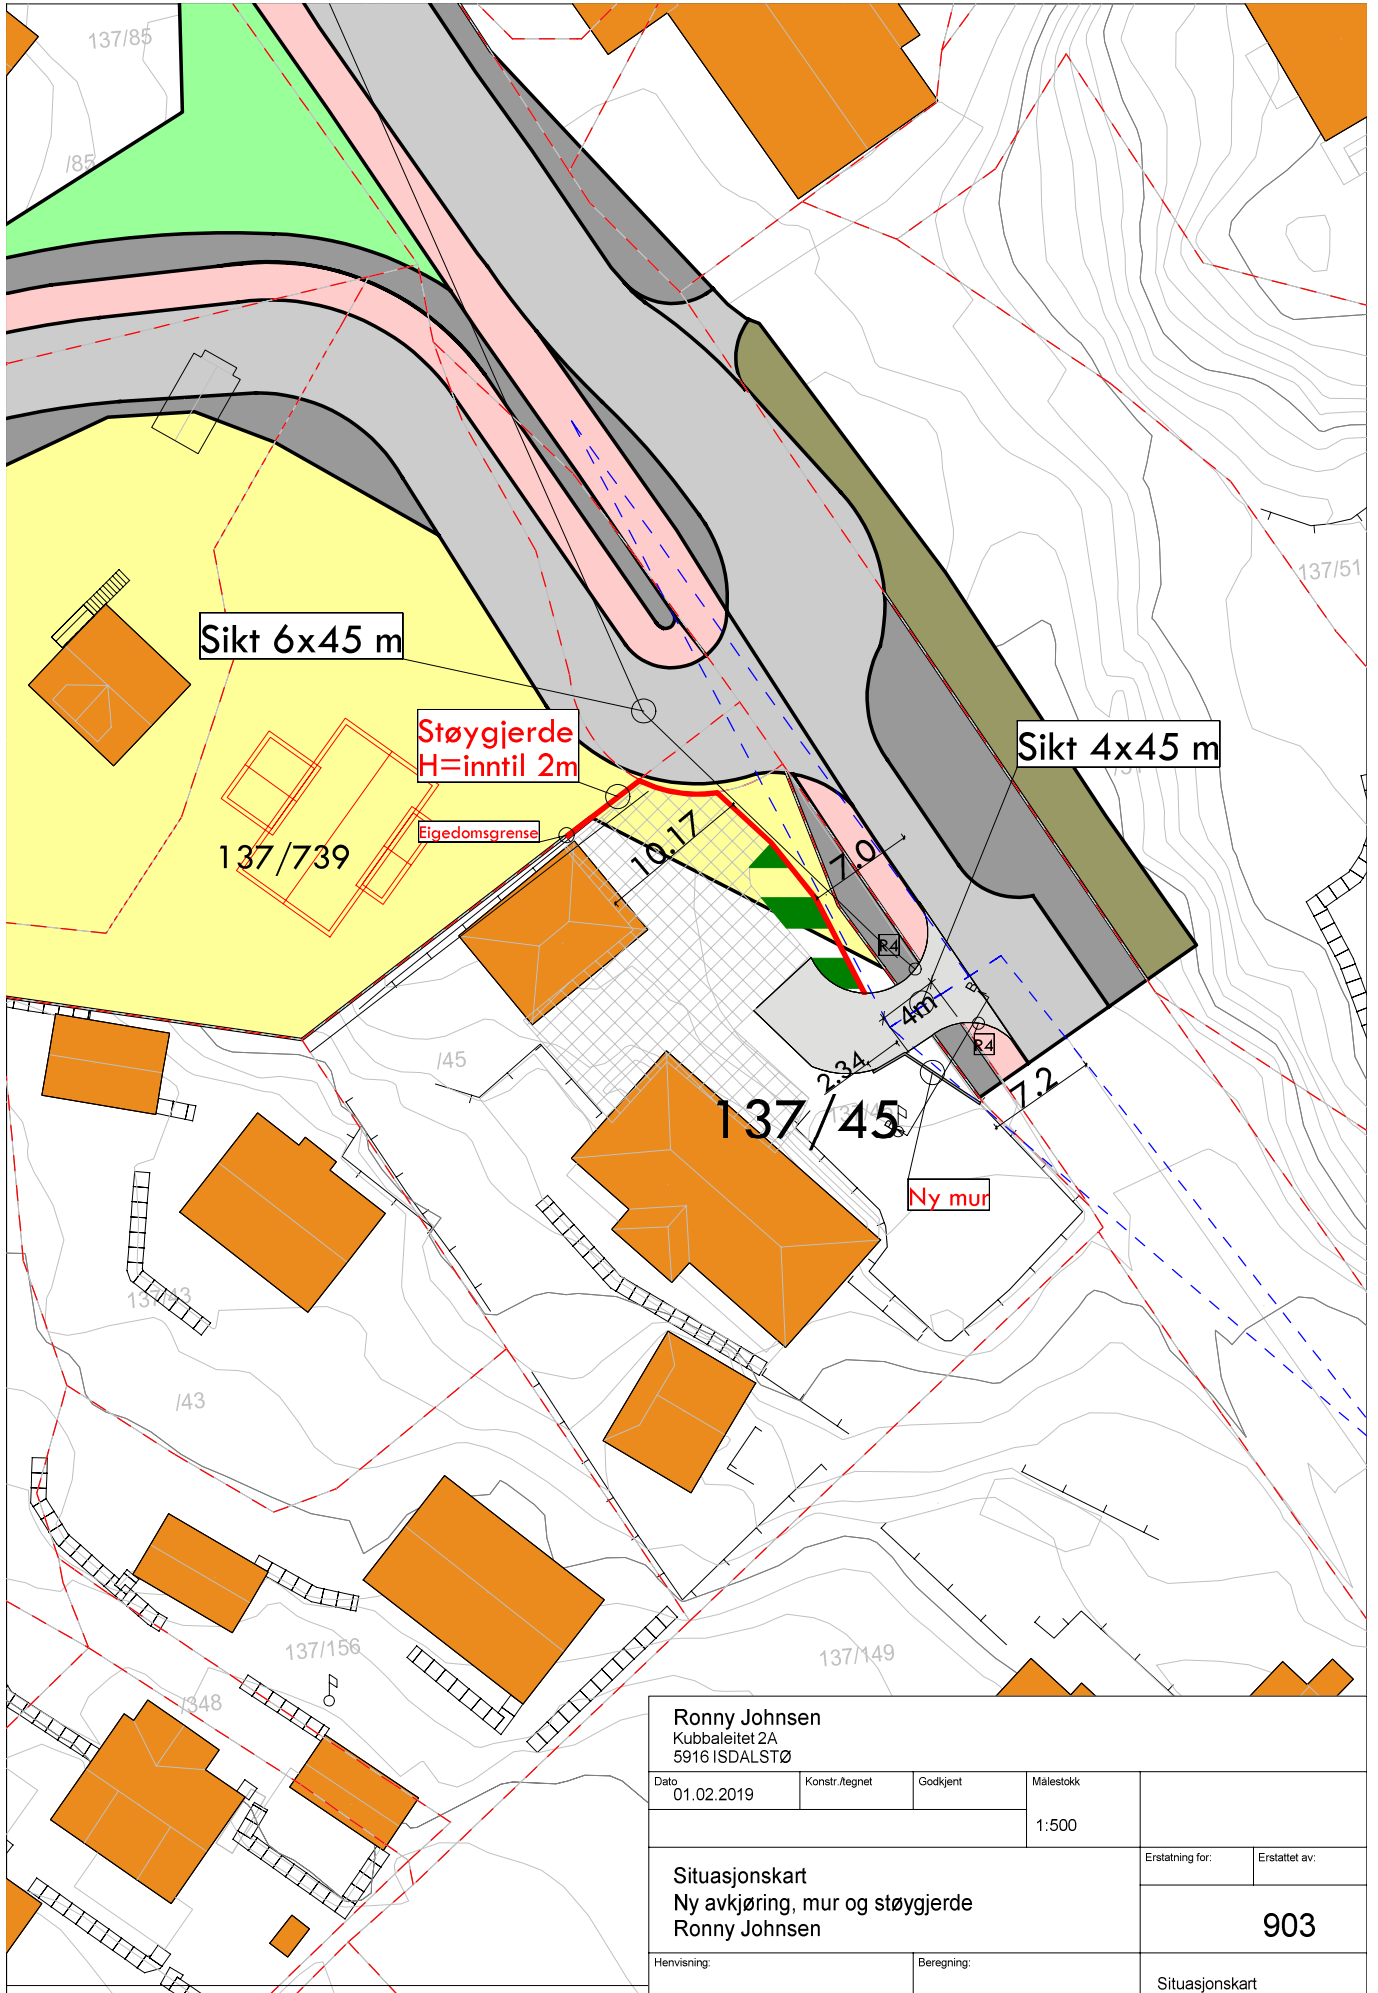 137/85
/85
137/51
Sikt 6x45 m
Støygjerde
H=inntil 2m
Sikt 4x45 m
Eigedomsgrense
10.17
7.0
137/739
R4
4m
R4
/45
2.34
7.2
137/45
Ny mur
137/43
/43
137/156
137/149
/348
Ronny Johnsen
Kubbaleitet 2A
5916 ISDALSTØ
Dato
01.02.2019
Konstr./tegnet
Godkjent
Målestokk
1:500
Situasjonskart
Ny avkjøring, mur og støygjerde
Ronny Johnsen
Erstatning for:
Erstattet av:
903
Henvisning:
Beregning:
Situasjonskart